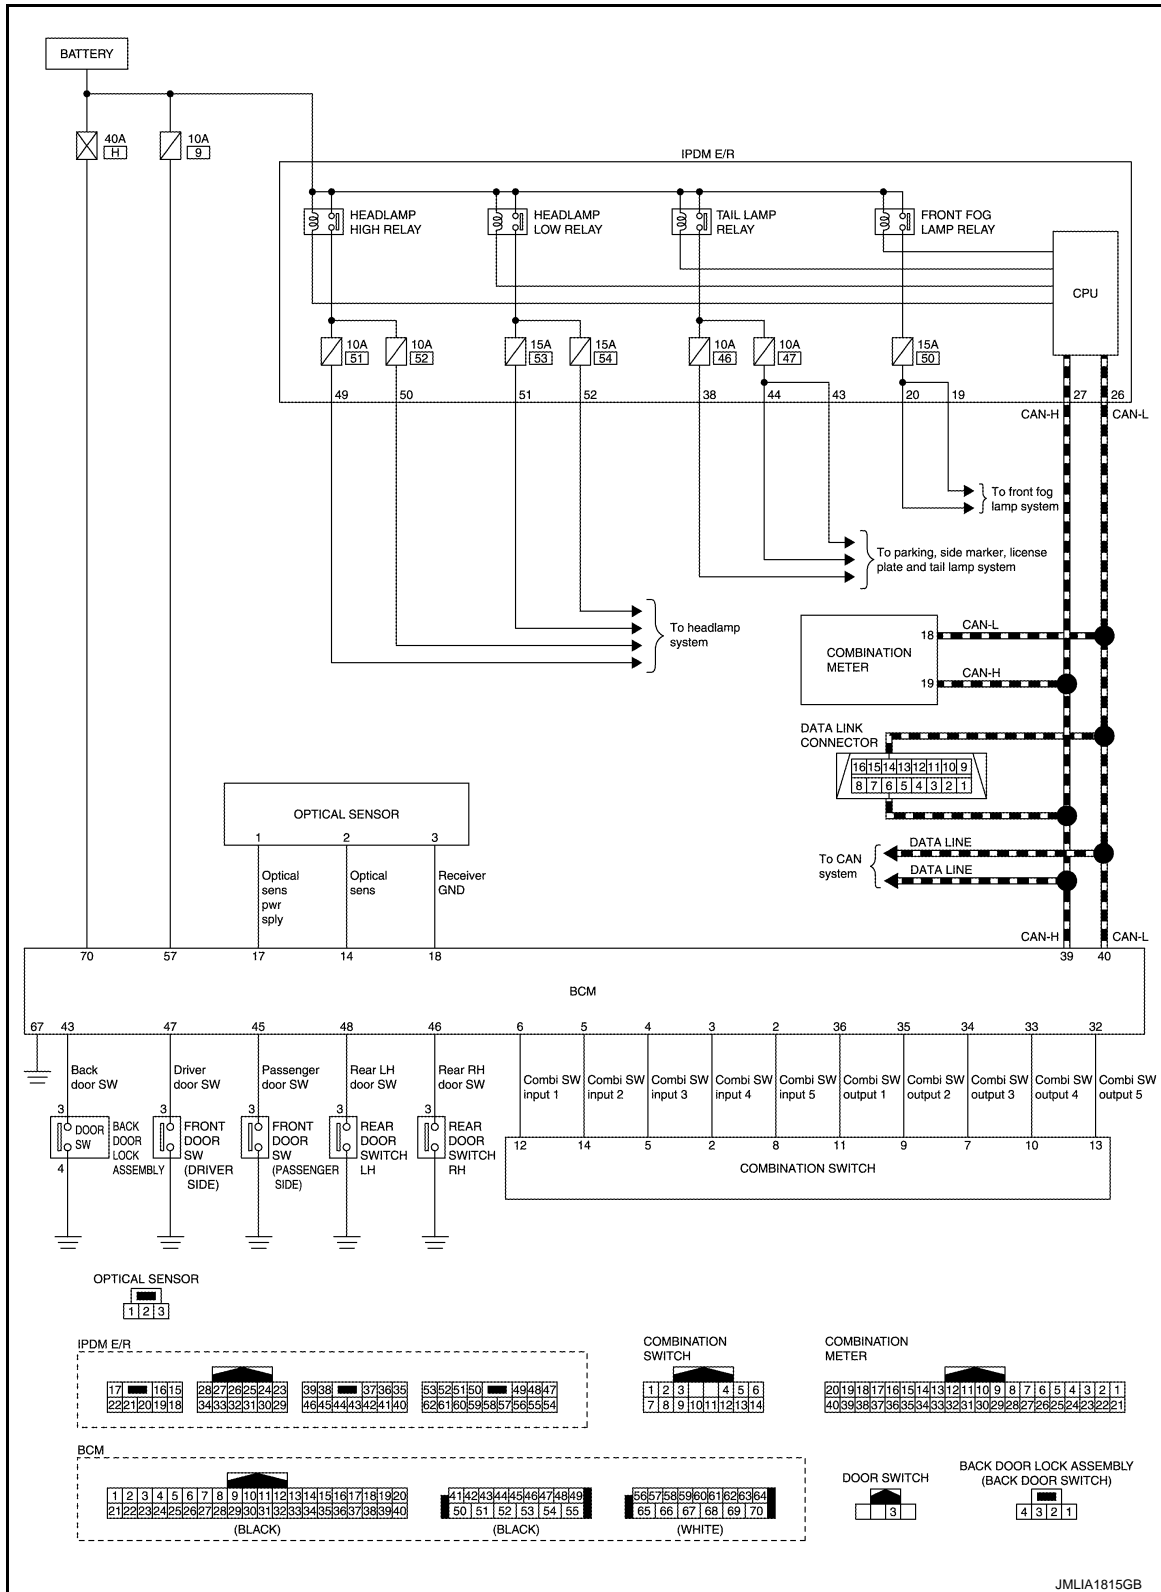 BATTERY
40A
H
10A
9
IPDM E/R
HEADLAMP
HIGH RELAY
HEADLAMP
LOW RELAY
TAIL LAMP
RELAY
FRONT FOG
LAMP RELAY
CPU
10A
51
10A
52
15A
53
15A
54
10A
46
10A
47
15A
50
49 50 51 52 38 44 43 20 19 27 26
CAN-H CAN-L
To front fog
lamp system
To parking, side marker, license
plate and tail lamp system
To headlamp
system
COMBINATION
METER
18 CAN-L
19 CAN-H
DATA LINK
CONNECTOR
16 15 14 13 12 11 10 9
8 7 6 5 4 3 2 1
To CAN
system
DATA LINE
DATA LINE
OPTICAL SENSOR
1 2 3
Optical
sens
pwr
sply
Optical
sens
Receiver
GND
CAN-H CAN-L
70 57 17 14 18 39 40
BCM
67 43 47 45 48 46 6 5 4 3 2 36 35 34 33 32
Back
door SW
Driver
door SW
Passenger
door SW
Rear LH
door SW
Rear RH
door SW
Combi SW
input 1
Combi SW
input 2
Combi SW
input 3
Combi SW
input 4
Combi SW
input 5
Combi SW
output 1
Combi SW
output 2
Combi SW
output 3
Combi SW
output 4
Combi SW
output 5
3 3 3 3 3
DOOR
SW
4
BACK
DOOR
LOCK
ASSEMBLY
FRONT
DOOR
SW
(DRIVER
SIDE)
FRONT
DOOR
SW
(PASSENGER
SIDE)
REAR
DOOR
SWITCH
LH
REAR
DOOR
SWITCH
RH
12 14 5 2 8 11 9 7 10 13
COMBINATION SWITCH
OPTICAL SENSOR
1 2 3
IPDM E/R
17 16 15
22 21 20 19 18
28 27 26 25 24 23
34 33 32 31 30 29
39 38 37 36 35
46 45 44 43 42 41 40
53 52 51 50 49 48 47
62 61 60 59 58 57 56 55 54
COMBINATION
SWITCH
1 2 3 4 5 6
7 8 9 10 11 12 13 14
COMBINATION
METER
20 19 18 17 16 15 14 13 12 11 10 9 8 7 6 5 4 3 2 1
40 39 38 37 36 35 34 33 32 31 30 29 28 27 26 25 24 23 22 21
BCM
1 2 3 4 5 6 7 8 9 10 11 12 13 14 15 16 17 18 19 20
21 22 23 24 25 26 27 28 29 30 31 32 33 34 35 36 37 38 39 40
(BLACK)
41 42 43 44 45 46 47 48 49
50 51 52 53 54 55
(BLACK)
56 57 58 59 60 61 62 63 64
65 66 67 68 69 70
(WHITE)
DOOR SWITCH
3
BACK DOOR LOCK ASSEMBLY
(BACK DOOR SWITCH)
4 3 2 1
JMLIA1815GB